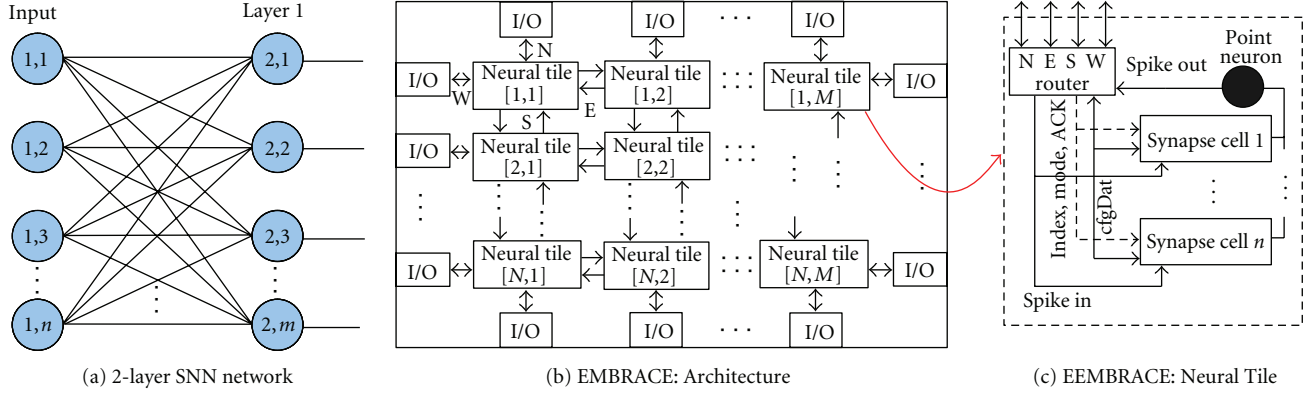 Input
Layer 1
1,1
2,1
1,2
2,2
1,3
2,3
1,n
2,m
(a) 2-layer SNN network
I/O
I/O
I/O
N
I/O
W
Neural tile
[1,1]
E
Neural tile
[1,2]
Neural tile
[1,M]
I/O
S
I/O
Neural tile
[2,1]
Neural tile
[2,2]
I/O
Neural tile
[N,1]
Neural tile
[N,2]
Neural tile
[N,M]
I/O
I/O
I/O
I/O
(b) EMBRACE: Architecture
N E S W
router
Spike out
Point
neuron
Index, mode, ACK
cfgDat
Synapse cell 1
Synapse cell n
Spike in
(c) EEMBRACE: Neural Tile